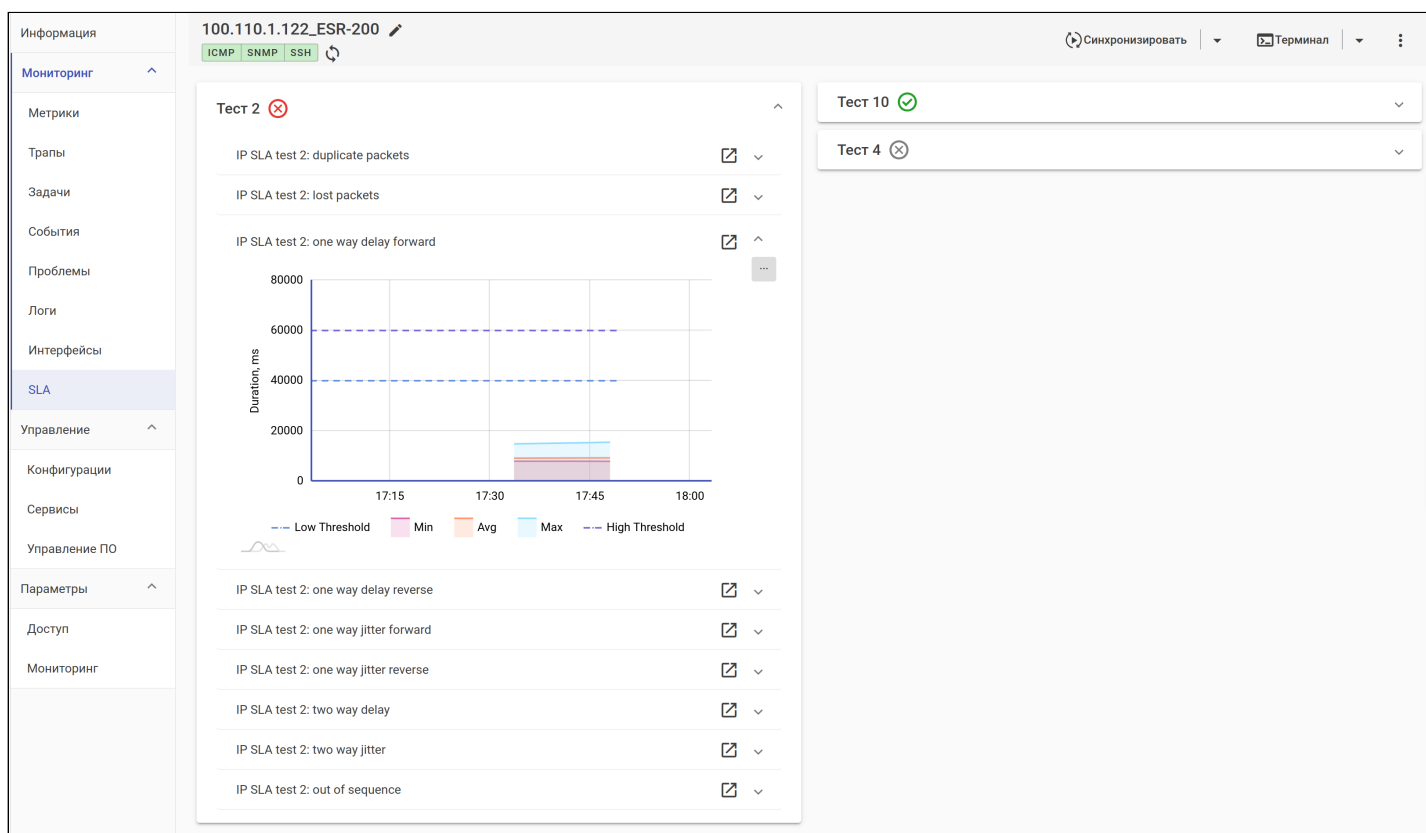 Информация
Мониторинг
Метрики
Трапы
Задачи
События
Проблемы
Логи
Интерфейсы
SLA
Управление
Конфигурации
Сервисы
Управление ПО
Параметры
Доступ
Мониторинг
100.110.1.122_ESR-200
ICMP SNMP SSH
Синхронизировать
Терминал
Тест 2
IP SLA test 2: duplicate packets
IP SLA test 2: lost packets
IP SLA test 2: one way delay forward
...
Duration, ms
80000
60000
40000
20000
0
17:15 17:30 17:45 18:00
Low Threshold Min Avg Max High Threshold
IP SLA test 2: one way delay reverse
IP SLA test 2: one way jitter forward
IP SLA test 2: one way jitter reverse
IP SLA test 2: two way delay
IP SLA test 2: two way jitter
IP SLA test 2: out of sequence
Тест 10
Тест 4